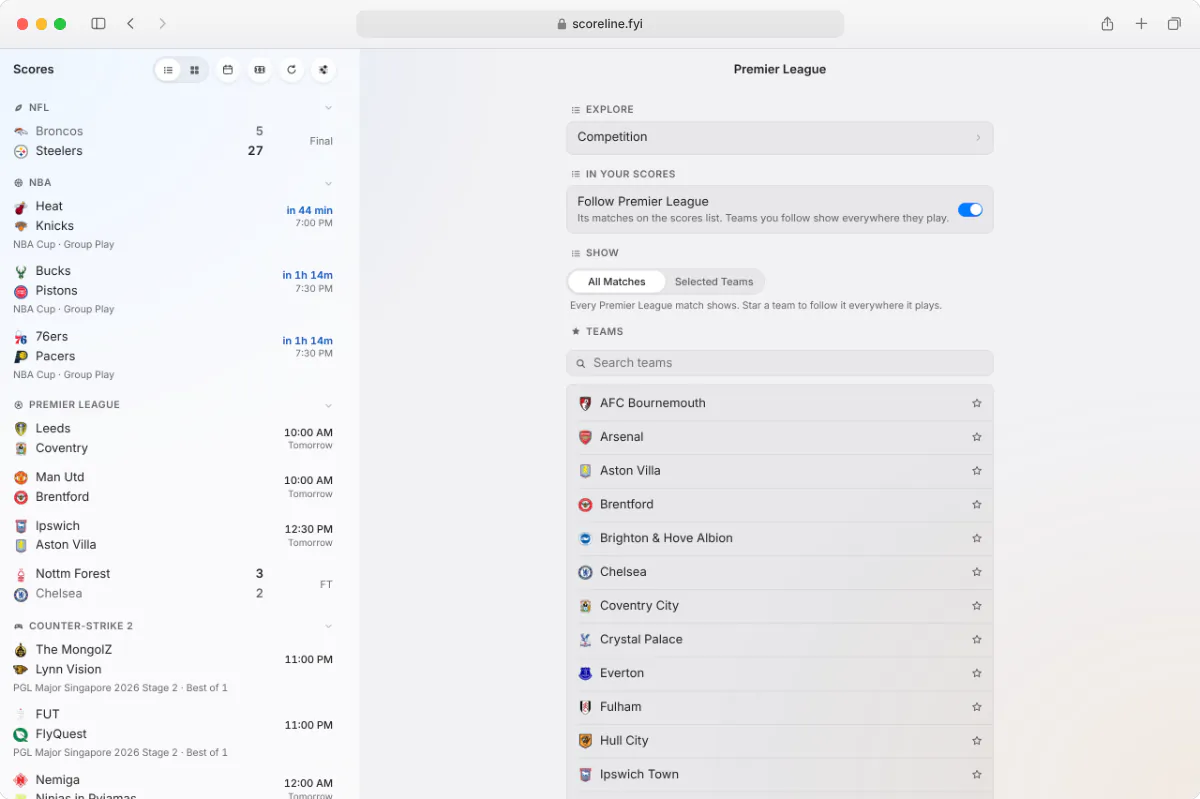 scoreline.fyi
Scores
NFL
Broncos 5
Steelers 27
Final
NBA
Heat
Knicks
in 44 min
7:00 PM
NBA Cup · Group Play
Bucks
Pistons
in 1h 14m
7:30 PM
NBA Cup · Group Play
76ers
Pacers
in 1h 14m
7:30 PM
NBA Cup · Group Play
PREMIER LEAGUE
Leeds
Coventry
10:00 AM
Tomorrow
Man Utd
Brentford
10:00 AM
Tomorrow
Ipswich
Aston Villa
12:30 PM
Tomorrow
Nottm Forest 3
Chelsea 2
FT
COUNTER-STRIKE 2
The MongolZ
Lynn Vision
11:00 PM
PGL Major Singapore 2026 Stage 2 · Best of 1
FUT
FlyQuest
11:00 PM
PGL Major Singapore 2026 Stage 2 · Best of 1
Nemiga
Ninjas in Pyjamas
12:00 AM
Tomorrow
Premier League
EXPLORE
Competition
IN YOUR SCORES
Follow Premier League
Its matches on the scores list. Teams you follow show everywhere they play.
SHOW
All Matches Selected Teams
Every Premier League match shows. Star a team to follow it everywhere it plays.
TEAMS
Search teams
AFC Bournemouth
Arsenal
Aston Villa
Brentford
Brighton & Hove Albion
Chelsea
Coventry City
Crystal Palace
Everton
Fulham
Hull City
Ipswich Town